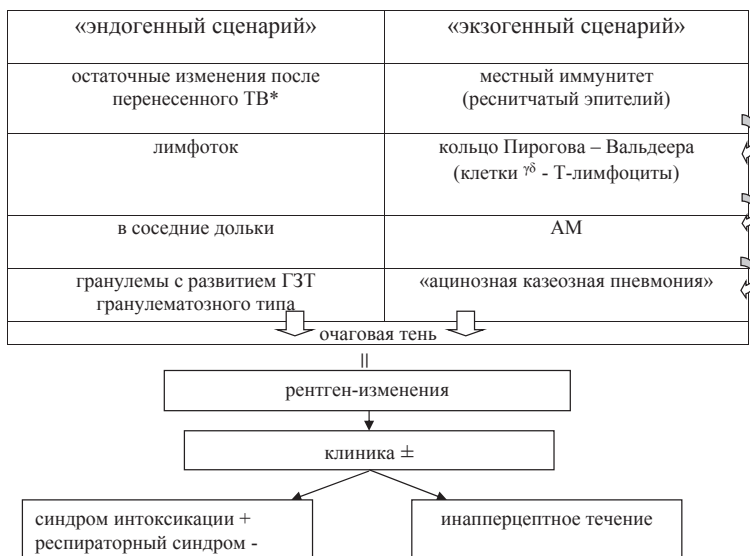 «эндогенный сценарий»
«экзогенный сценарий»
остаточные изменения после
перенесенного ТВ*
местный иммунитет
(реснитчатый эпителий)
лимфоток
кольцо Пирогова – Вальдеера
(клетки γδ - Т-лимфоциты)
в соседние дольки
АМ
гранулемы с развитием ГЗТ
гранулематозного типа
«ацинозная казеозная пневмония»
очаговая тень
=
рентген-изменения
клиника ±
синдром интоксикации +
респираторный синдром -
инапперцептное течение